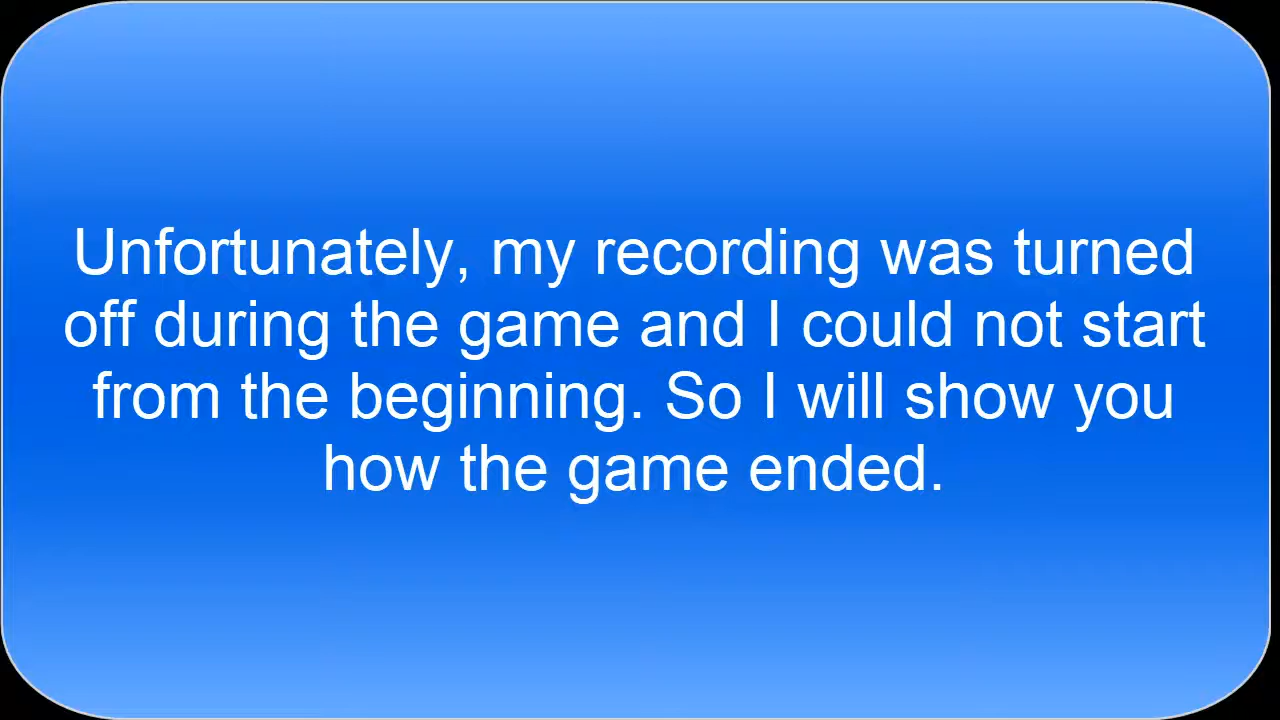 Unfortunately, my recording was turned
off during the game and I could not start
from the beginning. So I will show you
how the game ended.